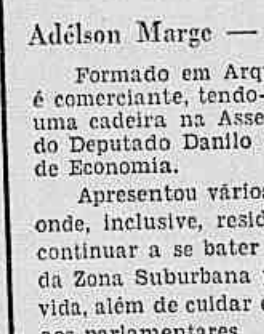 Adélson Marge —
Formado em Arq
é comerciante, tendo-
uma cadeira na Asse
do Deputado Danilo
de Economia.
Apresentou vários
onde, inclusive, resid
continuar a se bater
da Zona Suburbana
vida, além de cuidar
aos parlamentares